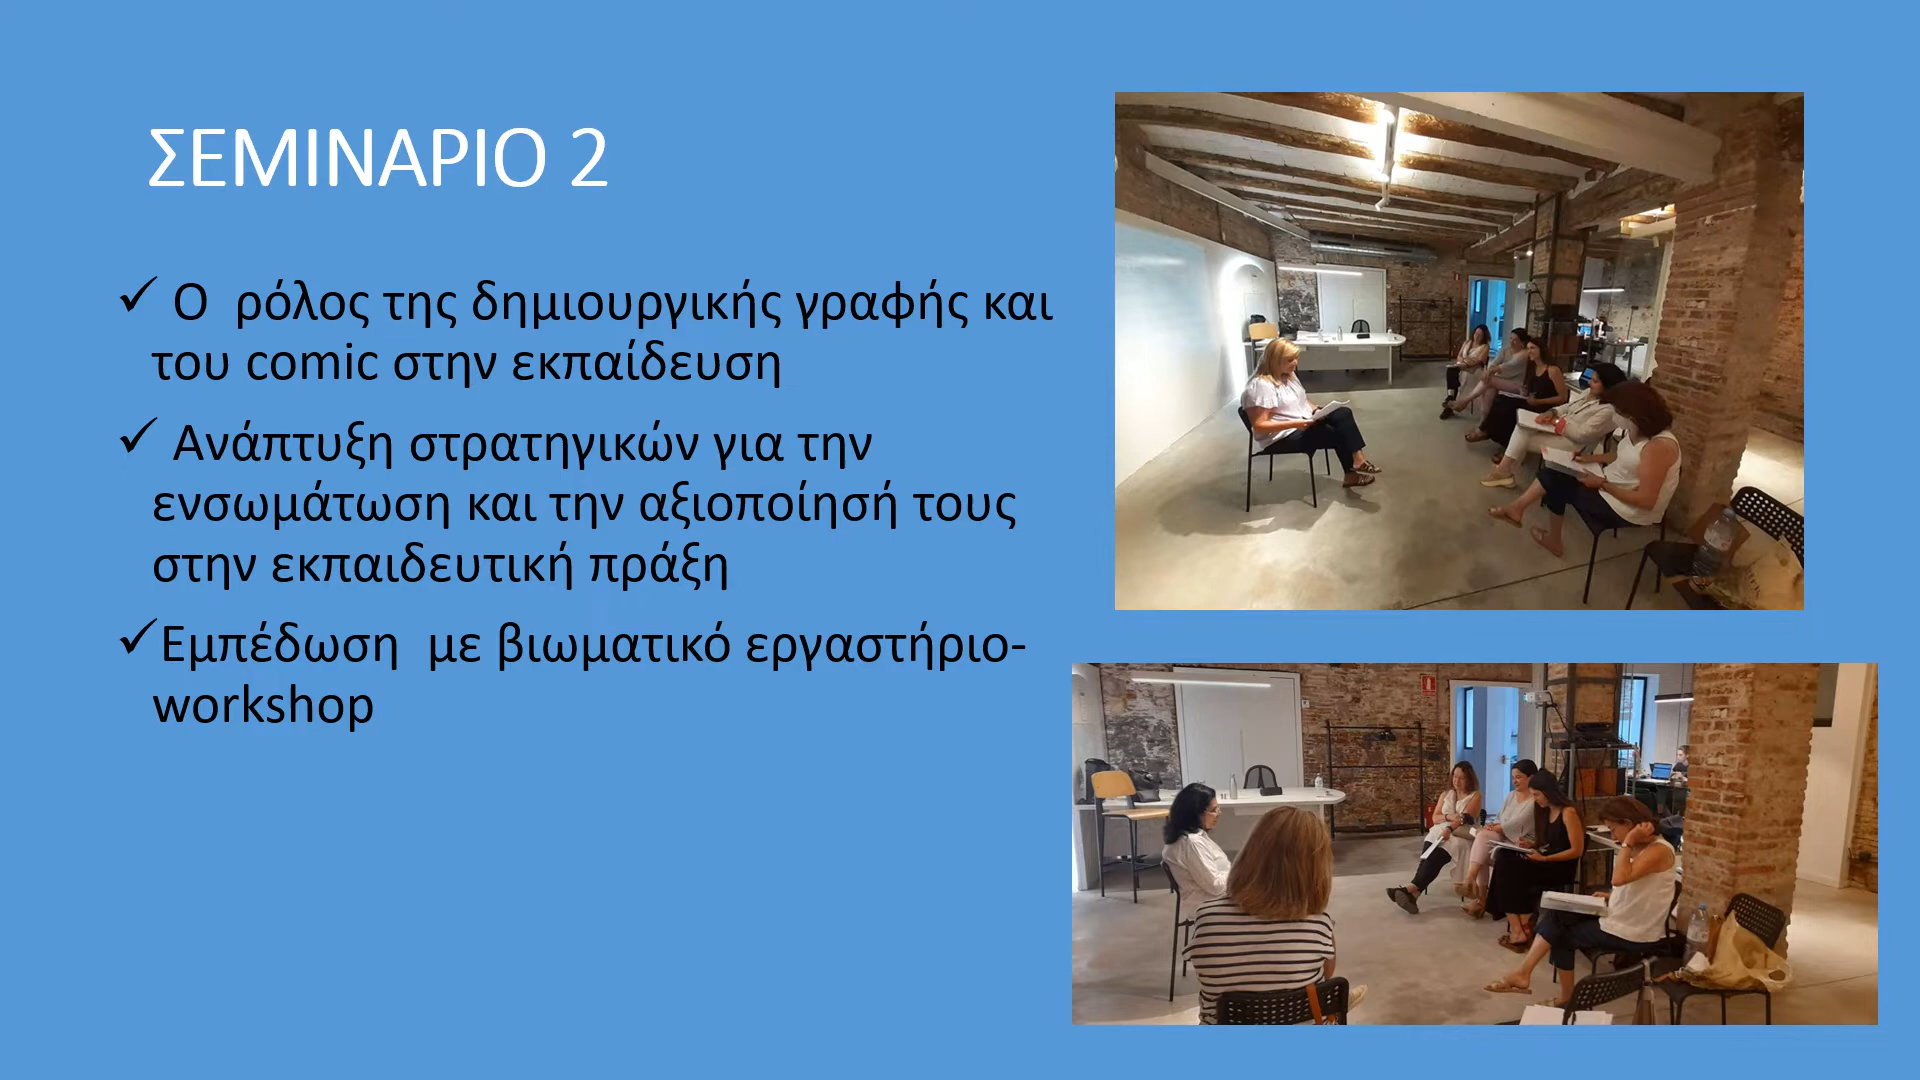 ΣΕΜΙΝΑΡΙΟ 2
✓ Ο ρόλος της δημιουργικής γραφής και
του comic στην εκπαίδευση
✓ Ανάπτυξη στρατηγικών για την
ενσωμάτωση και την αξιοποίησή τους
στην εκπαιδευτική πράξη
✓Εμπέδωση με βιωματικό εργαστήριο-
workshop